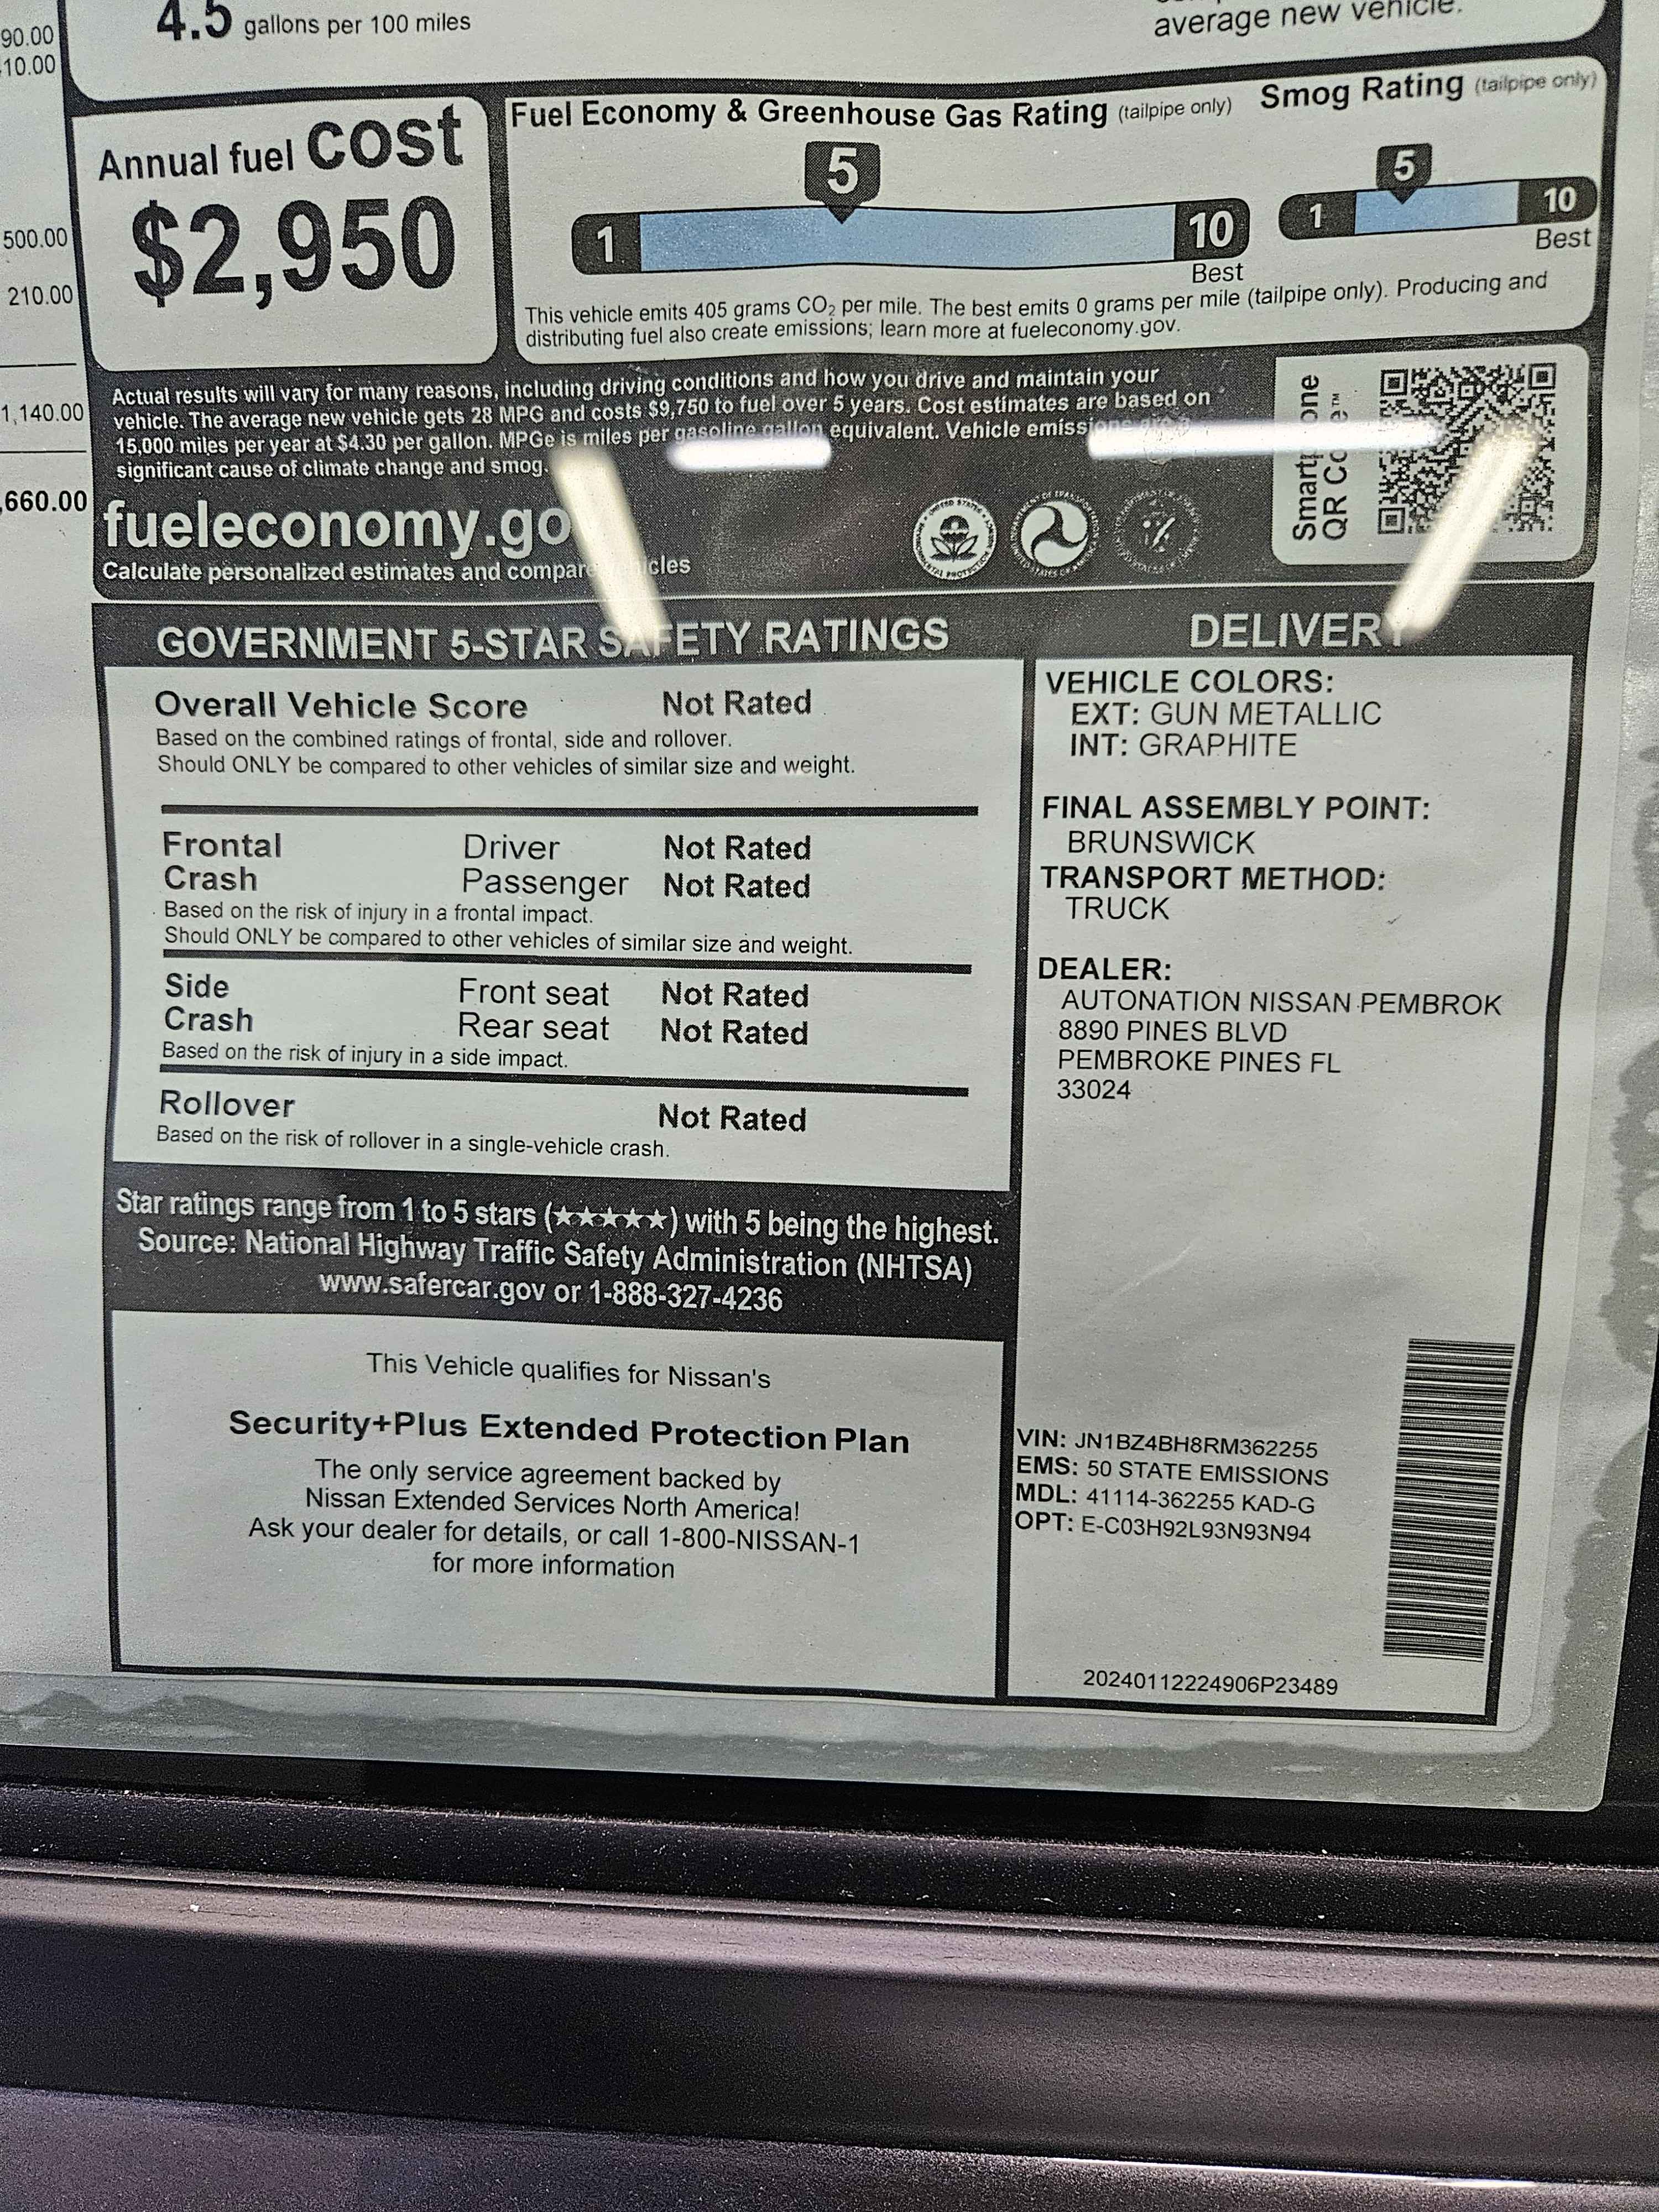 90.00
10.00
500.00
210.00
1,140.00
,660.00
4.5 gallons per 100 miles
average new vehicle.
Annual fuel cost
$2,950
Fuel Economy & Greenhouse Gas Rating (tailpipe only)
5
1
10
Best
Smog Rating (tailpipe only)
5
1
10
Best
This vehicle emits 405 grams CO₂ per mile. The best emits 0 grams per mile (tailpipe only). Producing and
distributing fuel also create emissions; learn more at fueleconomy.gov.
Actual results will vary for many reasons, including driving conditions and how you drive and maintain your
vehicle. The average new vehicle gets 28 MPG and costs $9,750 to fuel over 5 years. Cost estimates are based on
15,000 miles per year at $4.30 per gallon. MPGe is miles per gasoline gallon equivalent. Vehicle emissions are a
significant cause of climate change and smog.
fueleconomy.go
Calculate personalized estimates and compare vehicles
Smartphone
QR Code™
GOVERNMENT 5-STAR SAFETY RATINGS
Overall Vehicle Score Not Rated
Based on the combined ratings of frontal, side and rollover.
Should ONLY be compared to other vehicles of similar size and weight.
Frontal Driver Not Rated
Crash Passenger Not Rated
Based on the risk of injury in a frontal impact.
Should ONLY be compared to other vehicles of similar size and weight.
Side Front seat Not Rated
Crash Rear seat Not Rated
Based on the risk of injury in a side impact.
Rollover Not Rated
Based on the risk of rollover in a single-vehicle crash.
Star ratings range from 1 to 5 stars (★★★★★) with 5 being the highest.
Source: National Highway Traffic Safety Administration (NHTSA)
www.safercar.gov or 1-888-327-4236
This Vehicle qualifies for Nissan's
Security+Plus Extended Protection Plan
The only service agreement backed by
Nissan Extended Services North America!
Ask your dealer for details, or call 1-800-NISSAN-1
for more information
DELIVERY
VEHICLE COLORS:
EXT: GUN METALLIC
INT: GRAPHITE
FINAL ASSEMBLY POINT:
BRUNSWICK
TRANSPORT METHOD:
TRUCK
DEALER:
AUTONATION NISSAN PEMBROK
8890 PINES BLVD
PEMBROKE PINES FL
33024
VIN: JN1BZ4BH8RM362255
EMS: 50 STATE EMISSIONS
MDL: 41114-362255 KAD-G
OPT: E-C03H92L93N93N94
20240112224906P23489